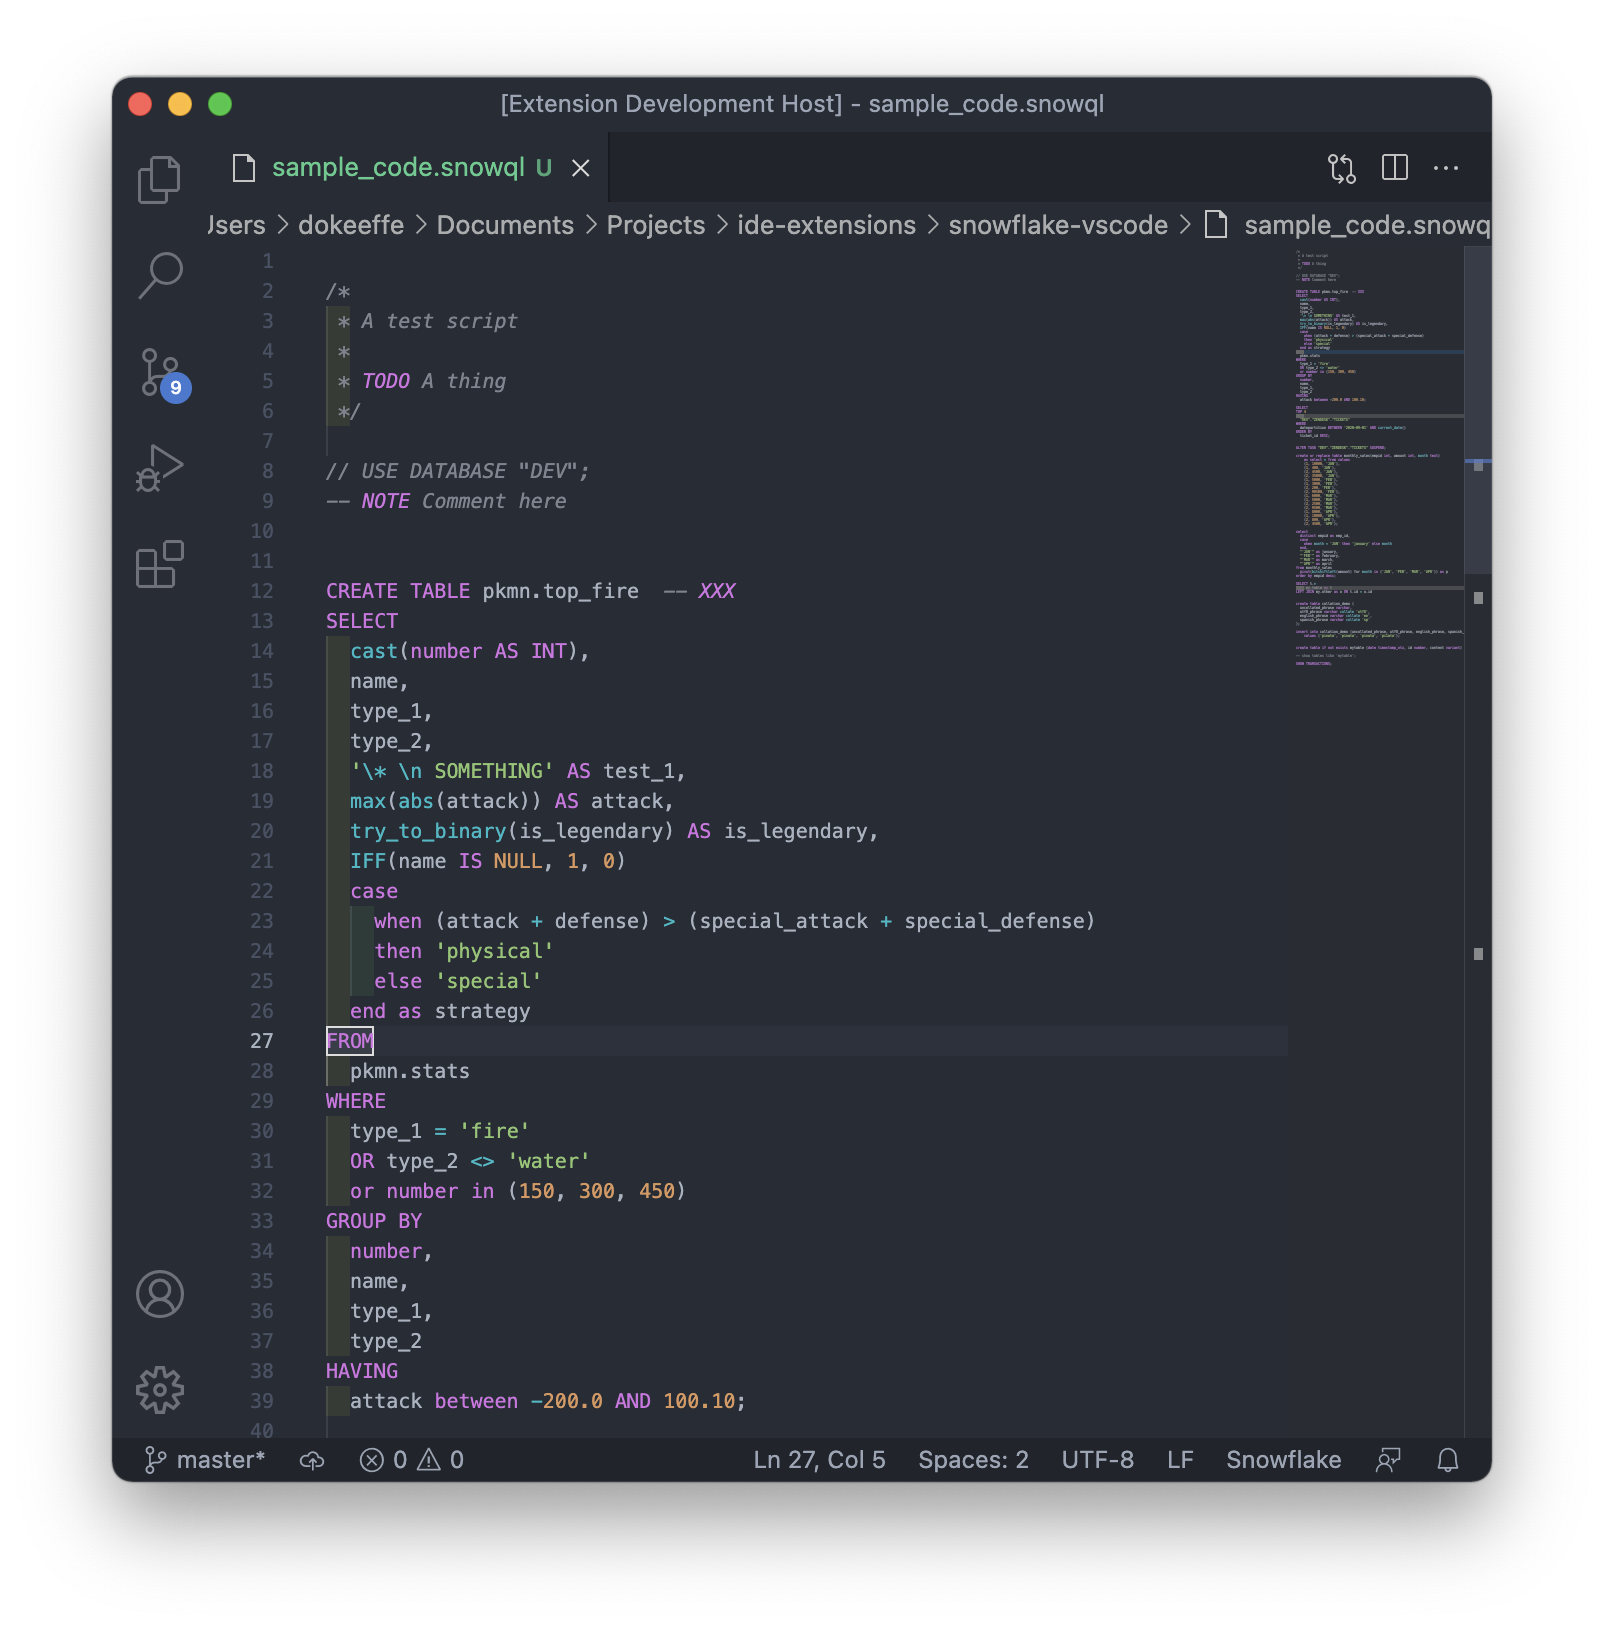 [Extension Development Host] - sample_code.snowql
sample_code.snowql U
Jsers > dokeeffe > Documents > Projects > ide-extensions > snowflake-vscode > sample_code.snowq
1
2 /*
3 * A test script
4 *
5 * TODO A thing
6 */
7
8 // USE DATABASE "DEV";
9 -- NOTE Comment here
10
11
12 CREATE TABLE pkmn.top_fire -- XXX
13 SELECT
14 cast(number AS INT),
15 name,
16 type_1,
17 type_2,
18 '\* \n SOMETHING' AS test_1,
19 max(abs(attack)) AS attack,
20 try_to_binary(is_legendary) AS is_legendary,
21 IFF(name IS NULL, 1, 0)
22 case
23 when (attack + defense) > (special_attack + special_defense)
24 then 'physical'
25 else 'special'
26 end as strategy
27 FROM
28 pkmn.stats
29 WHERE
30 type_1 = 'fire'
31 OR type_2 <> 'water'
32 or number in (150, 300, 450)
33 GROUP BY
34 number,
35 name,
36 type_1,
37 type_2
38 HAVING
39 attack between -200.0 AND 100.10;
40
9
master* 0 0 Ln 27, Col 5 Spaces: 2 UTF-8 LF Snowflake